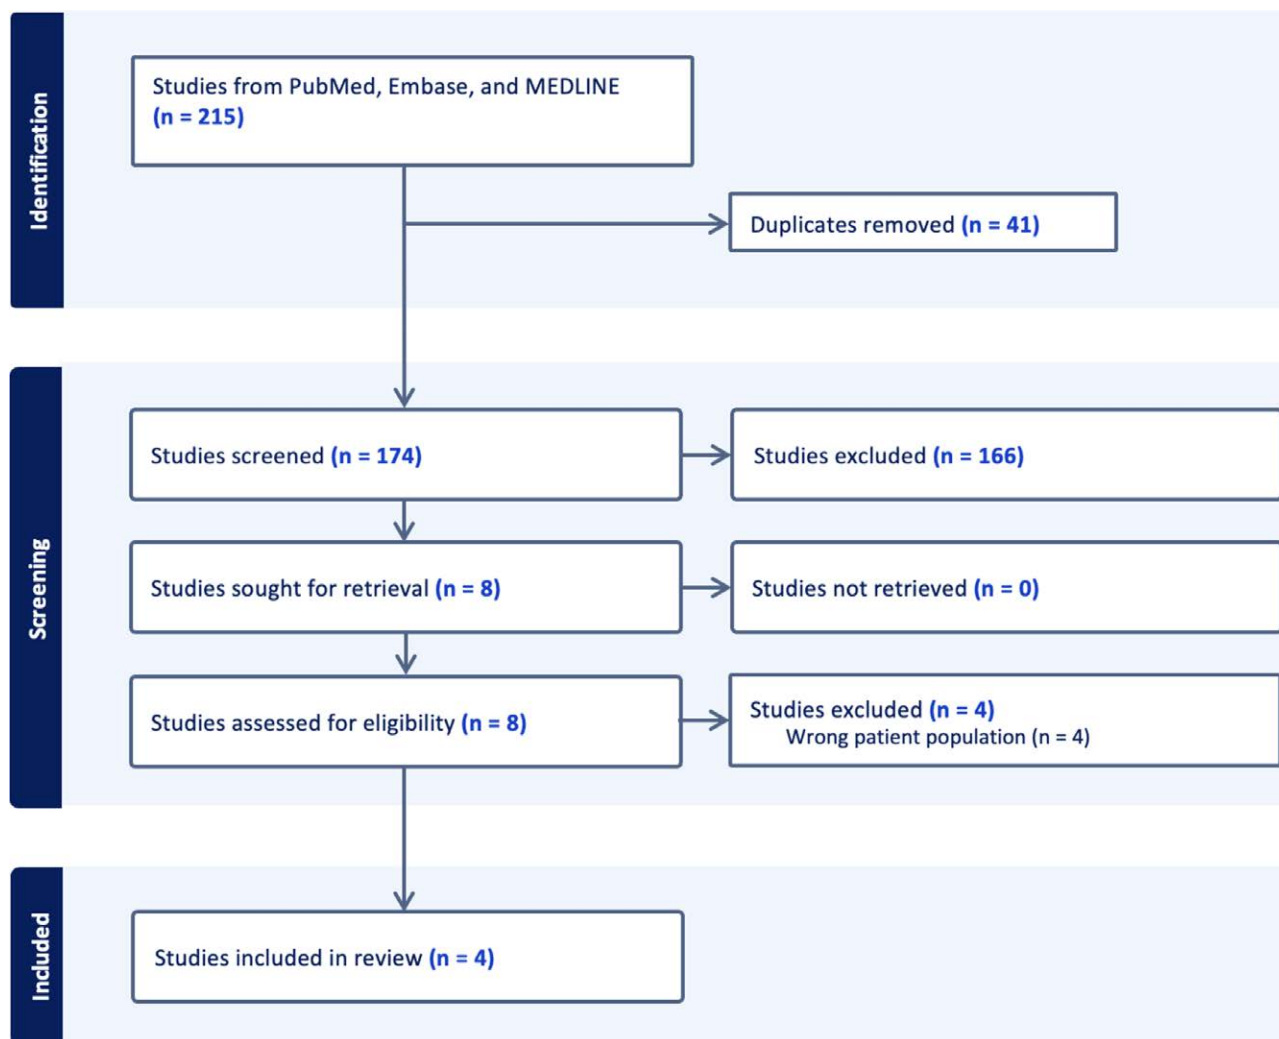 Identification
Studies from PubMed, Embase, and MEDLINE
(n = 215)
Duplicates removed (n = 41)
Screening
Studies screened (n = 174)
Studies excluded (n = 166)
Studies sought for retrieval (n = 8)
Studies not retrieved (n = 0)
Studies assessed for eligibility (n = 8)
Studies excluded (n = 4)
Wrong patient population (n = 4)
Included
Studies included in review (n = 4)